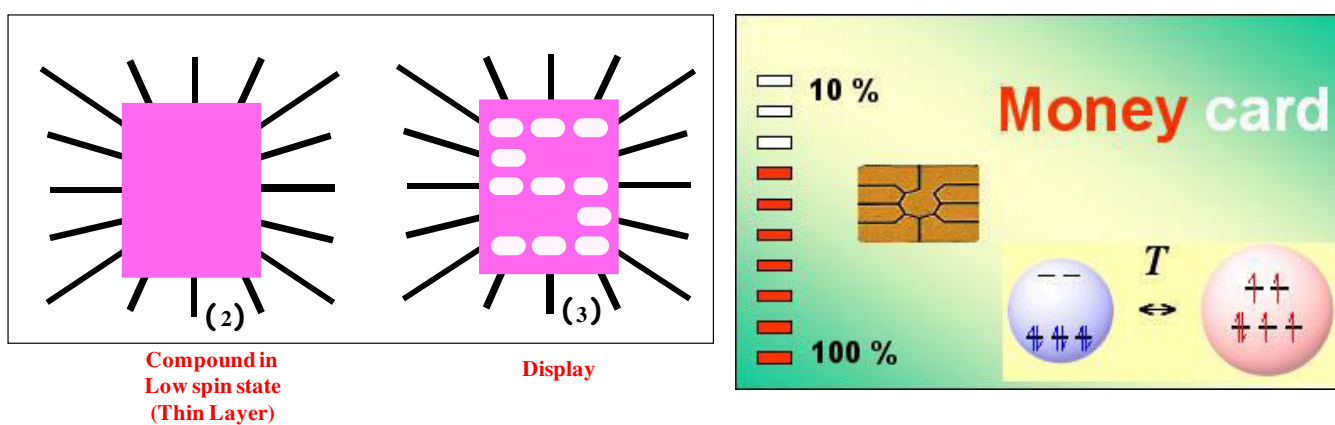 (2)
(3)
Compound in
Low spin state
(Thin Layer)
Display
10 %
Money card
T
↔
100 %